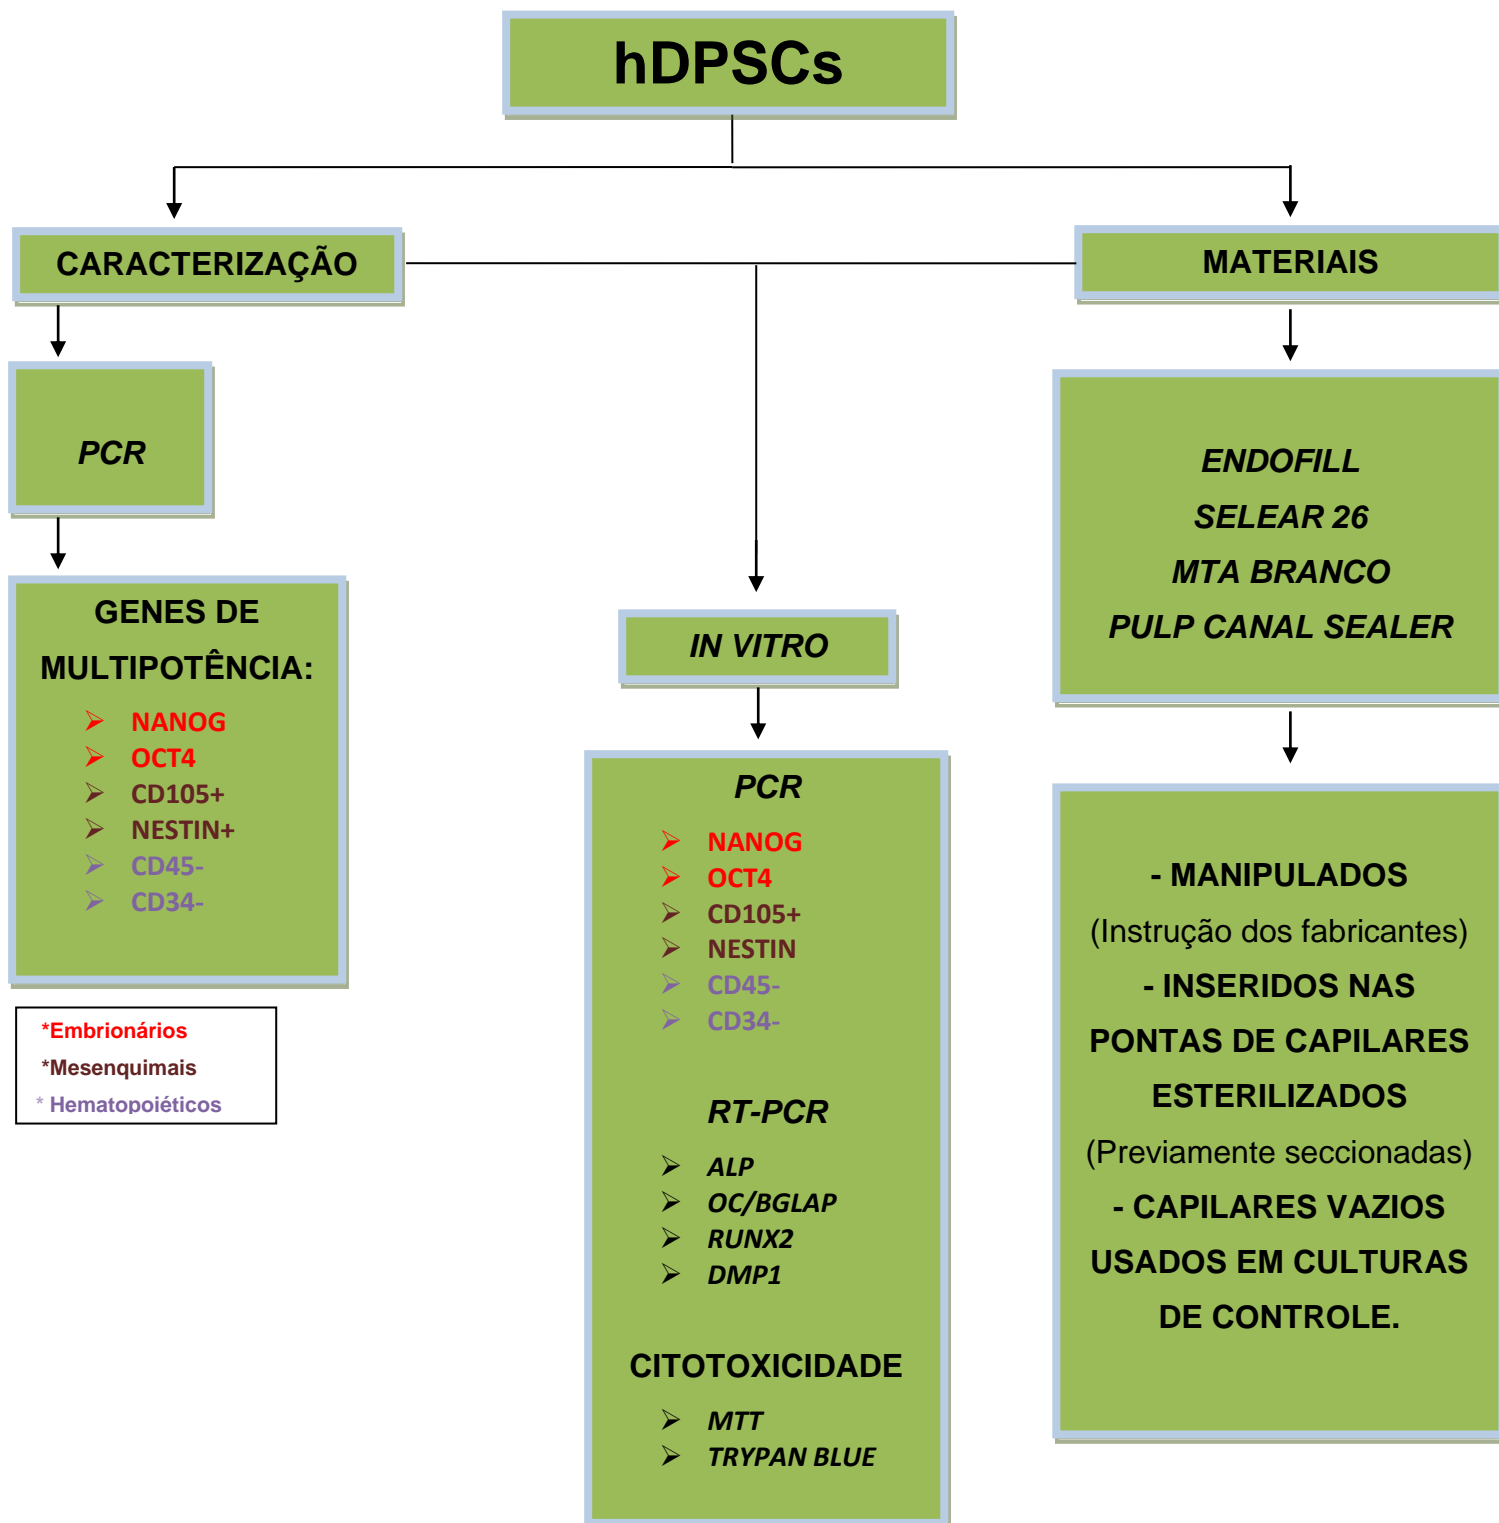 hDPSCs
CARACTERIZAÇÃO
MATERIAIS
PCR
GENES DE
MULTIPOTÊNCIA:
➢ NANOG
➢ OCT4
➢ CD105+
➢ NESTIN+
➢ CD45-
➢ CD34-
*Embrionários
*Mesenquimais
* Hematopoiéticos
IN VITRO
PCR
➢ NANOG
➢ OCT4
➢ CD105+
➢ NESTIN
➢ CD45-
➢ CD34-
RT-PCR
➢ ALP
➢ OC/BGLAP
➢ RUNX2
➢ DMP1
CITOTOXICIDADE
➢ MTT
➢ TRYPAN BLUE
ENDOFILL
SELEAR 26
MTA BRANCO
PULP CANAL SEALER
- MANIPULADOS
(Instrução dos fabricantes)
- INSERIDOS NAS
PONTAS DE CAPILARES
ESTERILIZADOS
(Previamente seccionadas)
- CAPILARES VAZIOS
USADOS EM CULTURAS
DE CONTROLE.